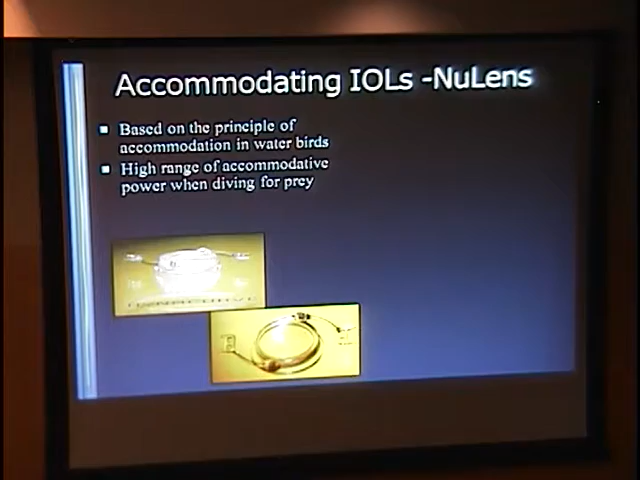 Accommodating IOLs -NuLens
Based on the principle of
accommodation in water birds
High range of accommodative
power when diving for prey